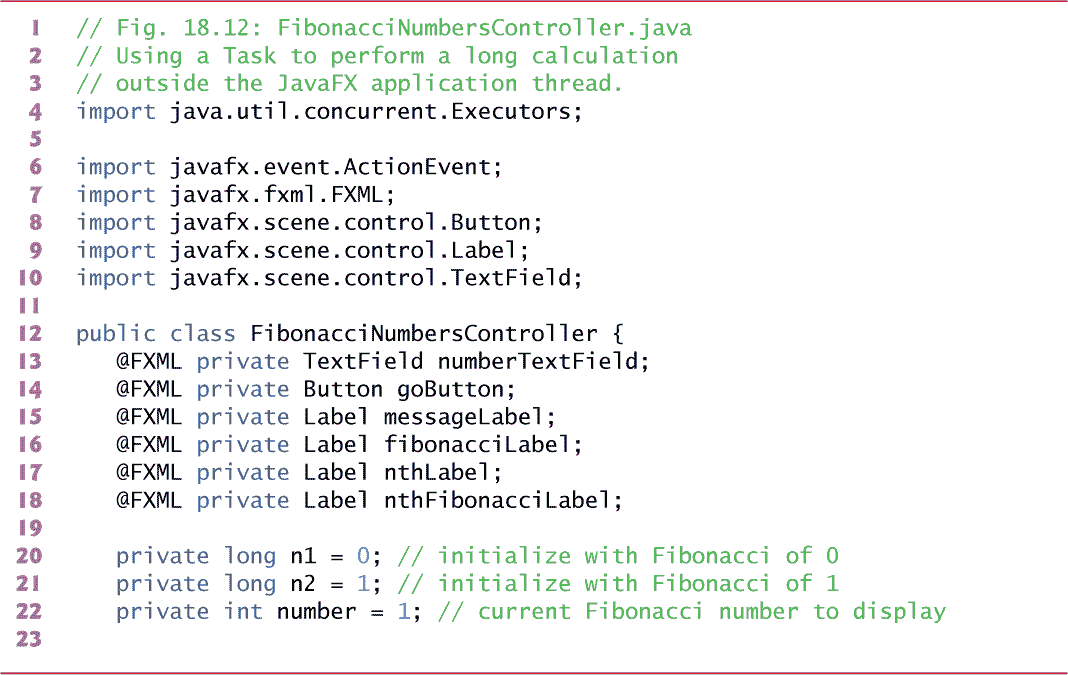 1 // Fig. 18.12: FibonacciNumbersController.java
2 // Using a Task to perform a long calculation
3 // outside the JavaFX application thread.
4 import java.util.concurrent.Executors;
5
6 import javafx.event.ActionEvent;
7 import javafx.fxml.FXML;
8 import javafx.scene.control.Button;
9 import javafx.scene.control.Label;
10 import javafx.scene.control.TextField;
11
12 public class FibonacciNumbersController {
13    @FXML private TextField numberTextField;
14    @FXML private Button goButton;
15    @FXML private Label messageLabel;
16    @FXML private Label fibonacciLabel;
17    @FXML private Label nthLabel;
18    @FXML private Label nthFibonacciLabel;
19
20    private long n1 = 0; // initialize with Fibonacci of 0
21    private long n2 = 1; // initialize with Fibonacci of 1
22    private int number = 1; // current Fibonacci number to display
23